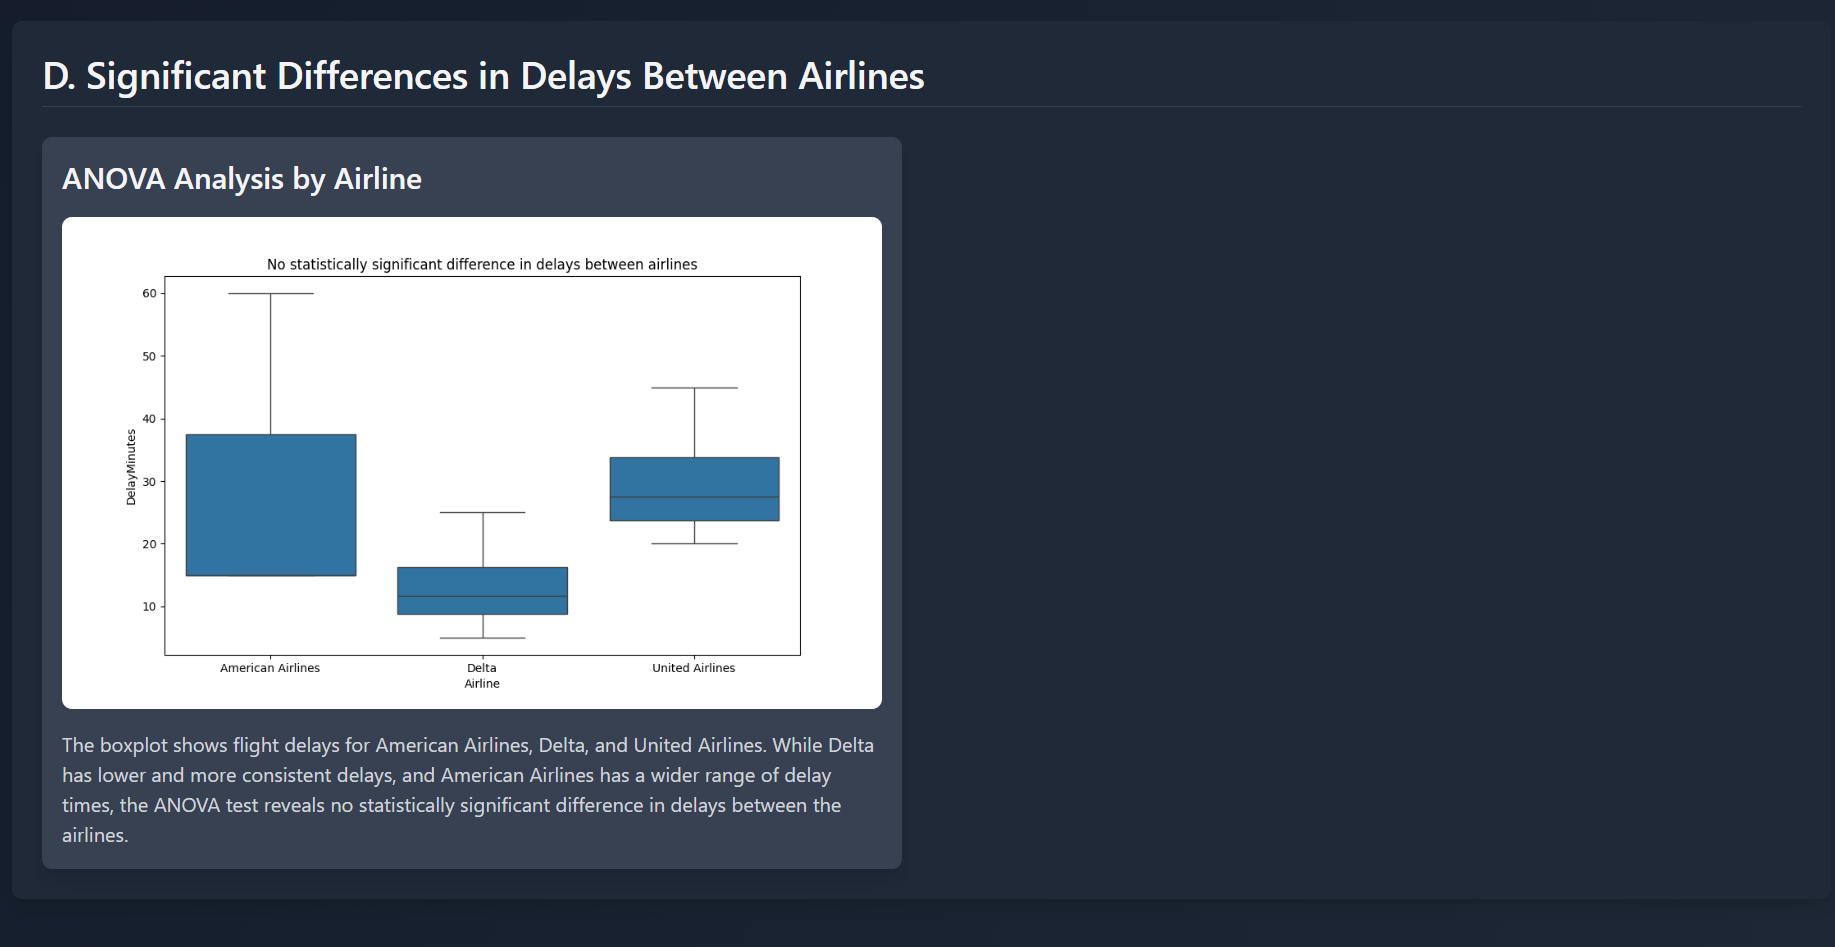 D. Significant Differences in Delays Between Airlines
ANOVA Analysis by Airline
No statistically significant difference in delays between airlines
60
50
40
30
20
10
DelayMinutes
American Airlines
Delta
United Airlines
Airline
The boxplot shows flight delays for American Airlines, Delta, and United Airlines. While Delta
has lower and more consistent delays, and American Airlines has a wider range of delay
times, the ANOVA test reveals no statistically significant difference in delays between the
airlines.